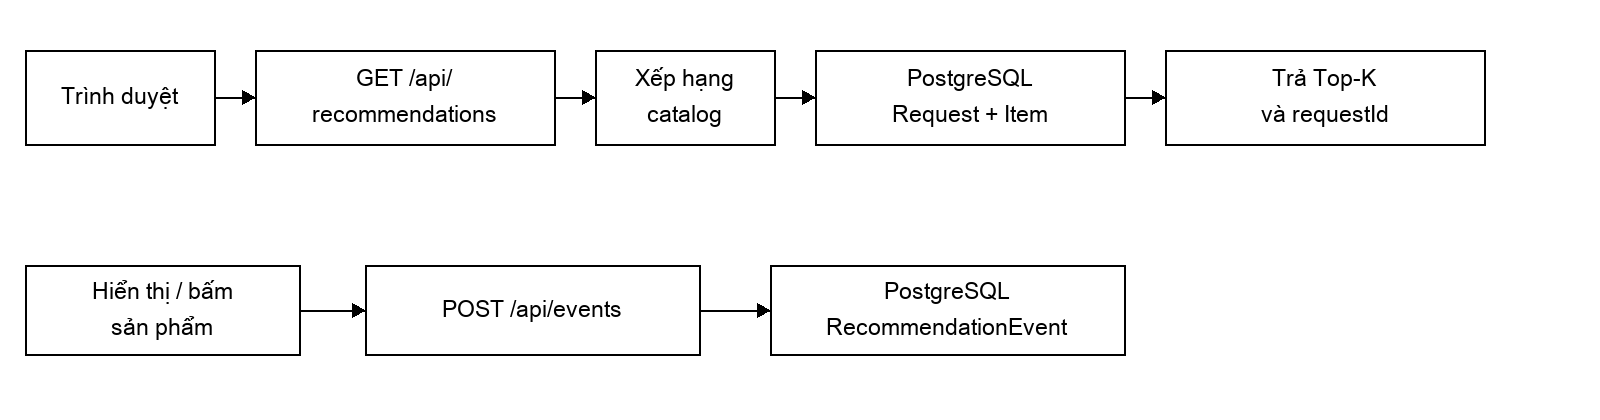 Trình duyệt
GET /api/
recommendations
Xếp hạng
catalog
PostgreSQL
Request + Item
Trả Top-K
và requestId
Hiển thị / bấm
sản phẩm
POST /api/events
PostgreSQL
RecommendationEvent